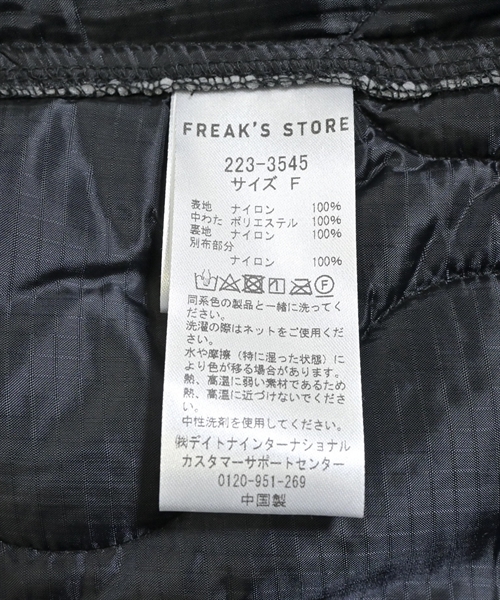 FREAK'S STORE
223-3545
サイズ F
表地 ナイロン 100%
中わた ポリエステル 100%
裏地 ナイロン 100%
別布部分
ナイロン 100%
同系色の製品と一緒に洗ってく
ださい。
洗濯の際はネットをご使用くだ
さい。
水や摩擦（特に湿った状態）に
より色が移る場合があります。
熱、高温に弱い素材であるため
熱、高温に近づけないでくださ
い。
中性洗剤を使用してください。
㈱デイトナインターナショナル
カスタマーサポートセンター
0120-951-269
中国製